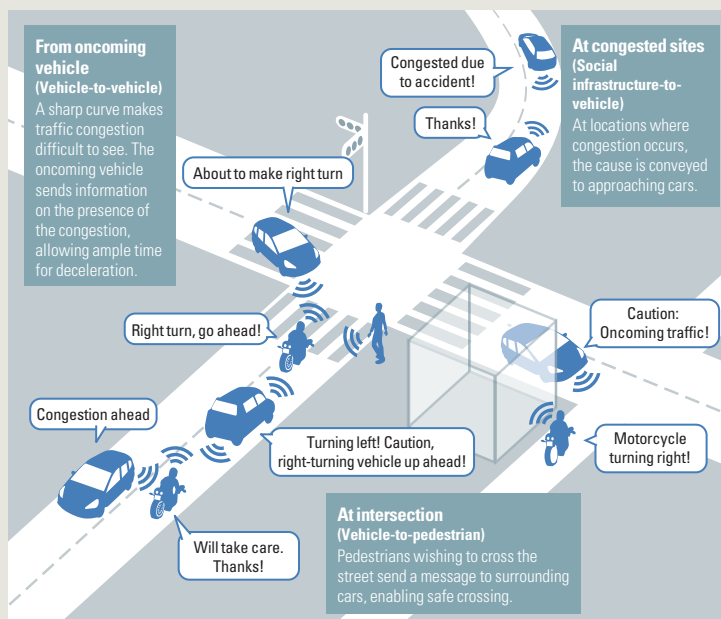 From oncoming
vehicle
(Vehicle-to-vehicle)
A sharp curve makes
traffic congestion
difficult to see. The
oncoming vehicle
sends information
on the presence of
the congestion,
allowing ample time
for deceleration.
Congested due
to accident!
Thanks!
At congested sites
(Social
infrastructure-to-
vehicle)
At locations where
congestion occurs,
the cause is conveyed
to approaching cars.
About to make right turn
Right turn, go ahead!
Caution:
Oncoming traffic!
Congestion ahead
Turning left! Caution,
right-turning vehicle up ahead!
Motorcycle
turning right!
Will take care.
Thanks!
At intersection
(Vehicle-to-pedestrian)
Pedestrians wishing to cross the
street send a message to surrounding
cars, enabling safe crossing.